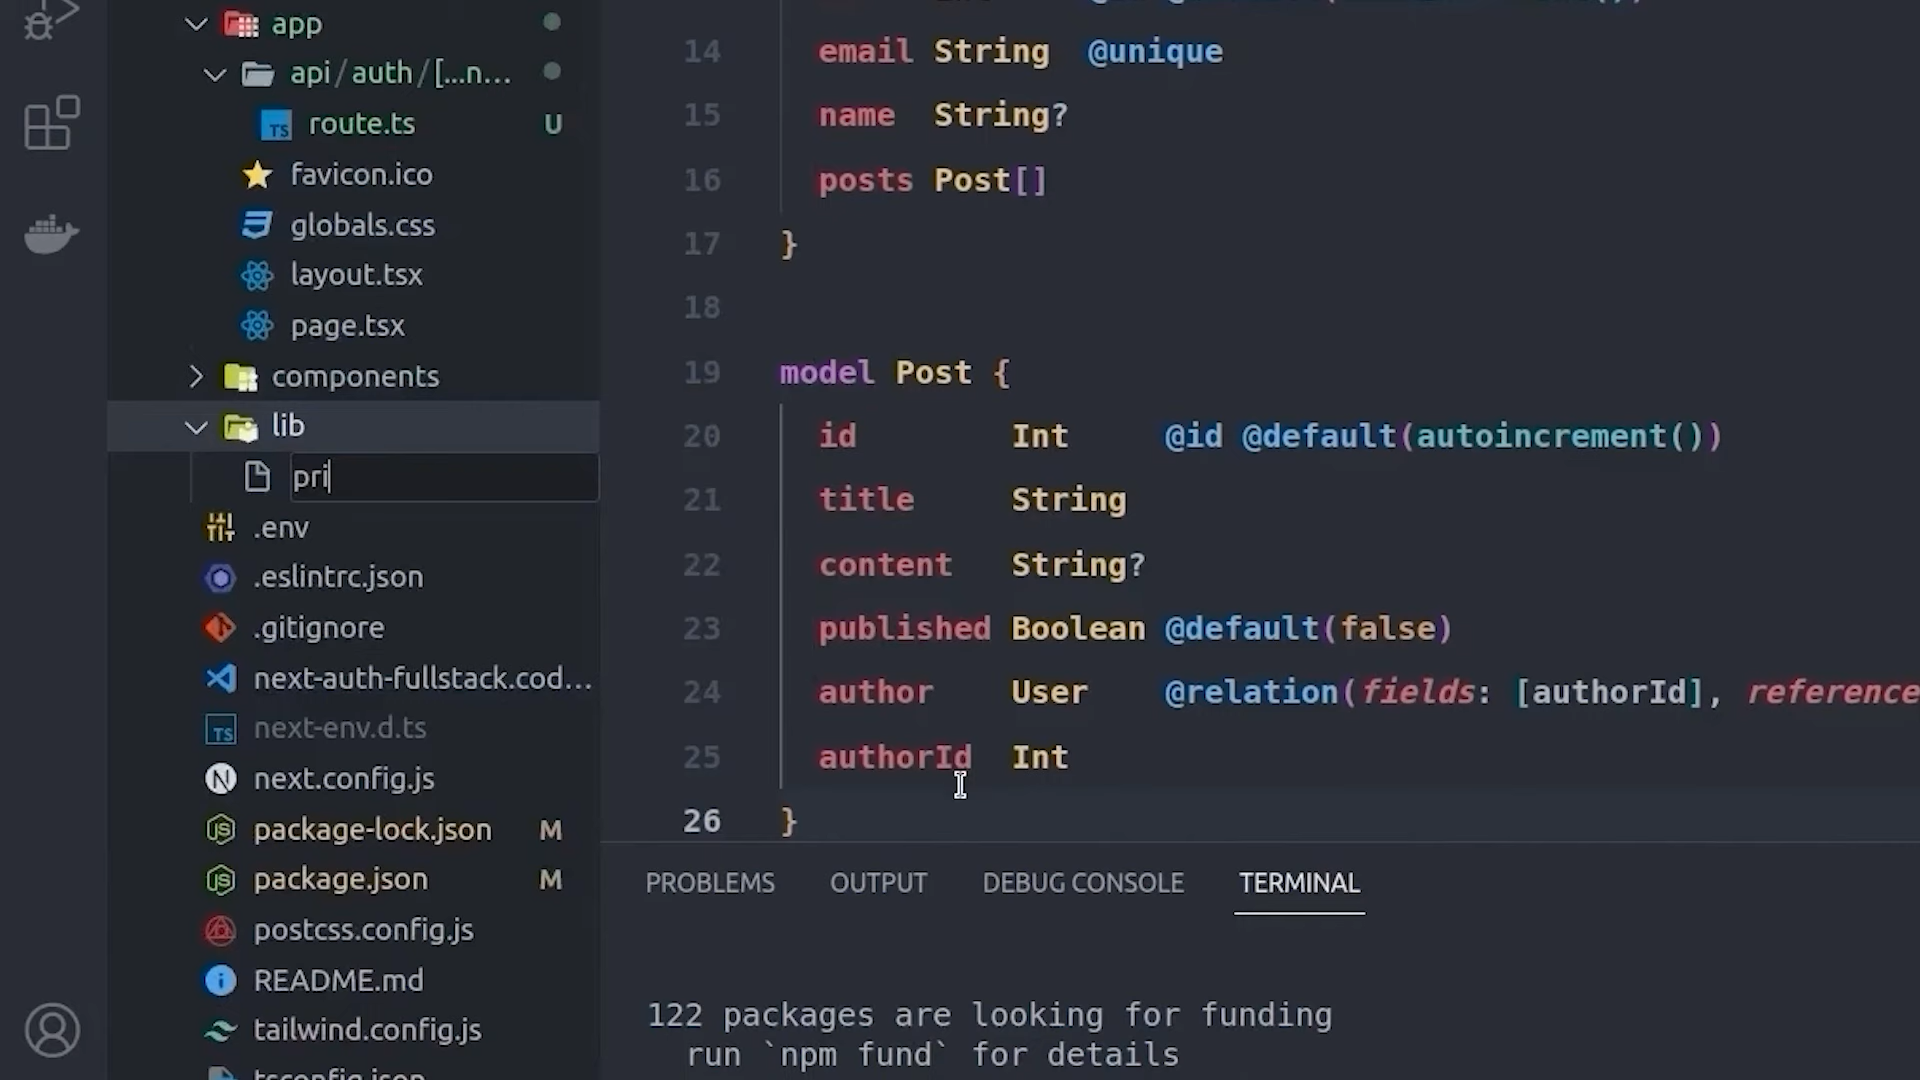 app
api/auth/[...n...
route.ts U
favicon.ico
globals.css
layout.tsx
page.tsx
components
lib
pri
.env
.eslintrc.json
.gitignore
next-auth-fullstack.cod...
next-env.d.ts
next.config.js
package-lock.json M
package.json M
postcss.config.js
README.md
tailwind.config.js
tsconfig.json
14 email String @unique
15 name String?
16 posts Post[]
17 }
18
19 model Post {
20 id Int @id @default(autoincrement())
21 title String
22 content String?
23 published Boolean @default(false)
24 author User @relation(fields: [authorId], reference
25 authorId Int
26 }
PROBLEMS OUTPUT DEBUG CONSOLE TERMINAL
122 packages are looking for funding
run `npm fund` for details